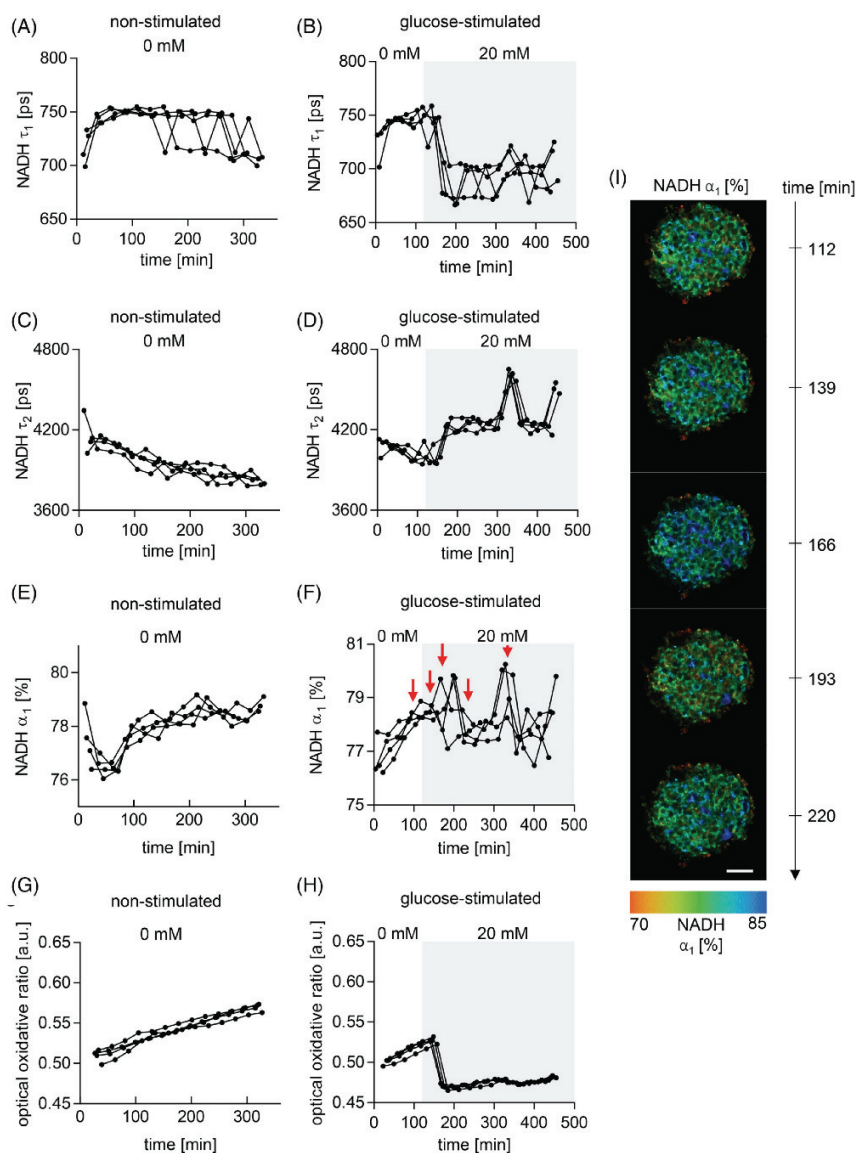 (A)
non-stimulated
0 mM
800
750
700
650
NADH τ1 [ps]
0 100 200 300
time [min]
(B)
glucose-stimulated
0 mM 20 mM
800
750
700
650
NADH τ1 [ps]
0 100 200 300 400 500
time [min]
(C)
non-stimulated
0 mM
4800
4200
3600
NADH τ2 [ps]
0 100 200 300
time [min]
(D)
glucose-stimulated
0 mM 20 mM
4800
4200
3600
NADH τ2 [ps]
0 100 200 300 400 500
time [min]
(E)
non-stimulated
0 mM
80
78
76
NADH α1 [%]
0 100 200 300
time [min]
(F)
glucose-stimulated
0 mM 20 mM
81
79
77
75
NADH α1 [%]
0 100 200 300 400 500
time [min]
(G)
non-stimulated
0 mM
0.65
0.60
0.55
0.50
0.45
optical oxidative ratio [a.u.]
0 100 200 300
time [min]
(H)
glucose-stimulated
0 mM 20 mM
0.65
0.60
0.55
0.50
0.45
optical oxidative ratio [a.u.]
0 100 200 300 400 500
time [min]
(I)
NADH α1 [%]
time [min]
112
139
166
193
220
70 NADH 85
α1 [%]